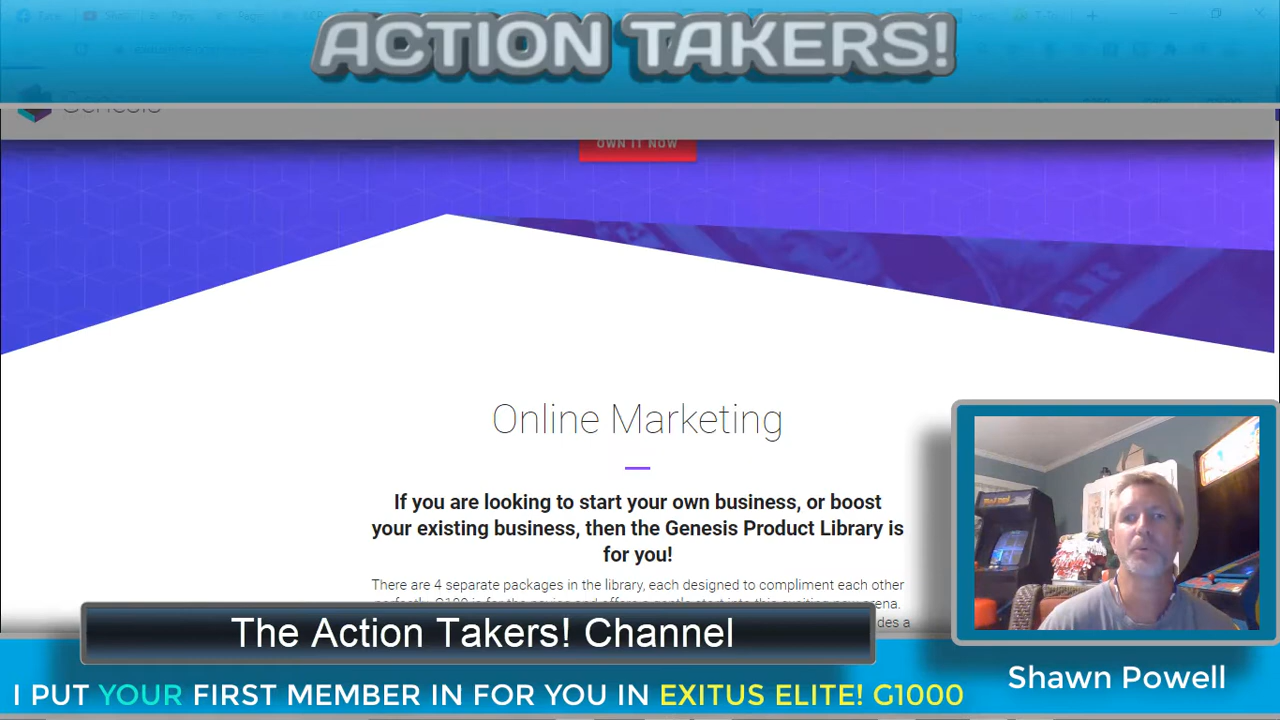 ACTION TAKERS!
Genesis
OWN IT NOW
Online Marketing
If you are looking to start your own business, or boost
your existing business, then the Genesis Product Library is
for you!
There are 4 separate packages in the library, each designed to compliment each other
The Action Takers! Channel
Shawn Powell
I PUT YOUR FIRST MEMBER IN FOR YOU IN EXITUS ELITE! G1000